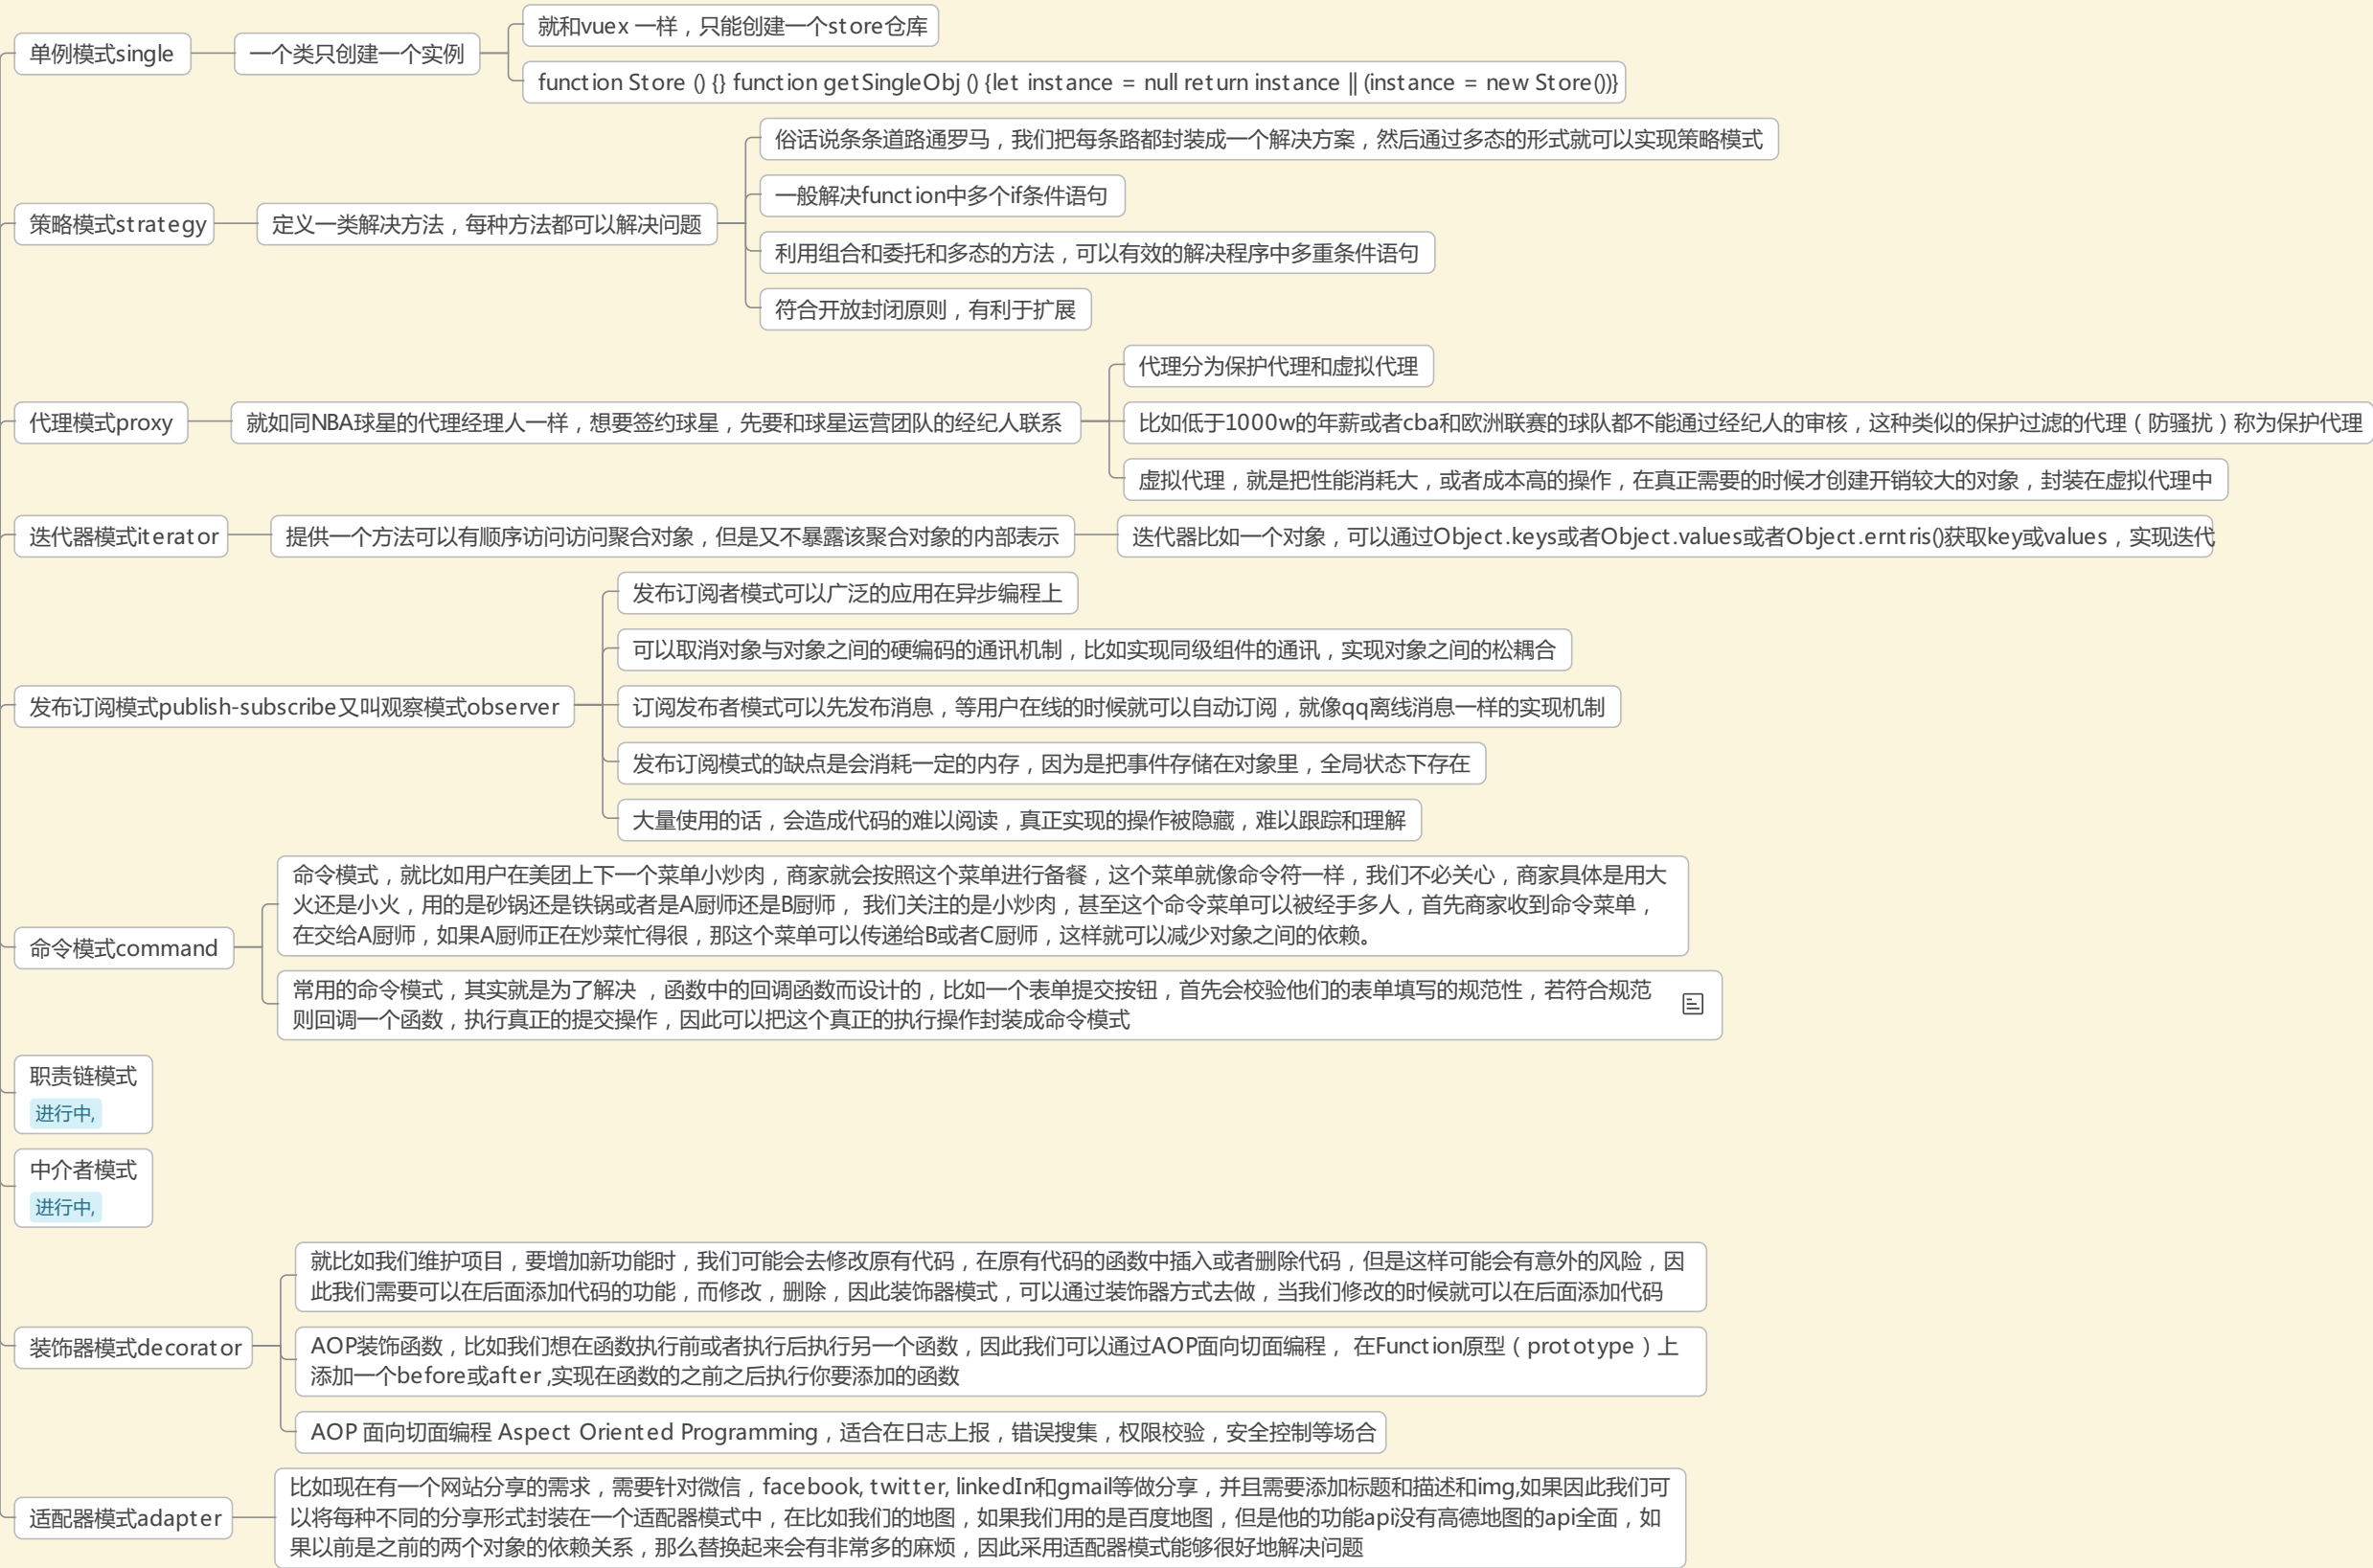 单例模式single
一个类只创建一个实例
就和vuex 一样，只能创建一个store仓库
function Store () {} function getSingleObj () {let instance = null return instance || (instance = new Store())}
策略模式strategy
定义一类解决方法，每种方法都可以解决问题
俗话说条条道路通罗马，我们把每条路都封装成一个解决方案，然后通过多态的形式就可以实现策略模式
一般解决function中多个if条件语句
利用组合和委托和多态的方法，可以有效的解决程序中多重条件语句
符合开放封闭原则，有利于扩展
代理模式proxy
就如同NBA球星的代理经理人一样，想要签约球星，先要和球星运营团队的经纪人联系
代理分为保护代理和虚拟代理
比如低于1000w的年薪或者cba和欧洲联赛的球队都不能通过经纪人的审核，这种类似的保护过滤的代理（防骚扰）称为保护代理
虚拟代理，就是把性能消耗大，或者成本高的操作，在真正需要的时候才创建开销较大的对象，封装在虚拟代理中
迭代器模式iterator
提供一个方法可以有顺序访问访问聚合对象，但是又不暴露该聚合对象的内部表示
迭代器比如一个对象，可以通过Object.keys或者Object.values或者Object.erntris()获取key或values，实现迭代
发布订阅模式publish-subscribe又叫观察模式observer
发布订阅者模式可以广泛的应用在异步编程上
可以取消对象与对象之间的硬编码的通讯机制，比如实现同级组件的通讯，实现对象之间的松耦合
订阅发布者模式可以先发布消息，等用户在线的时候就可以自动订阅，就像qq离线消息一样的实现机制
发布订阅模式的缺点是会消耗一定的内存，因为是把事件存储在对象里，全局状态下存在
大量使用的话，会造成代码的难以阅读，真正实现的操作被隐藏，难以跟踪和理解
命令模式command
命令模式，就比如用户在美团上下一个菜单小炒肉，商家就会按照这个菜单进行备餐，这个菜单就像命令符一样，我们不必关心，商家具体是用大
火还是小火，用的是砂锅还是铁锅或者是A厨师还是B厨师， 我们关注的是小炒肉，甚至这个命令菜单可以被经手多人，首先商家收到命令菜单，
在交给A厨师，如果A厨师正在炒菜忙得很，那这个菜单可以传递给B或者C厨师，这样就可以减少对象之间的依赖。
常用的命令模式，其实就是为了解决 ，函数中的回调函数而设计的，比如一个表单提交按钮，首先会校验他们的表单填写的规范性，若符合规范
则回调一个函数，执行真正的提交操作，因此可以把这个真正的执行操作封装成命令模式
职责链模式
进行中,
中介者模式
进行中,
装饰器模式decorator
就比如我们维护项目，要增加新功能时，我们可能会去修改原有代码，在原有代码的函数中插入或者删除代码，但是这样可能会有意外的风险，因
此我们需要可以在后面添加代码的功能，而修改，删除，因此装饰器模式，可以通过装饰器方式去做，当我们修改的时候就可以在后面添加代码
AOP装饰函数，比如我们想在函数执行前或者执行后执行另一个函数，因此我们可以通过AOP面向切面编程， 在Function原型（prototype）上
添加一个before或after ,实现在函数的之前之后执行你要添加的函数
AOP 面向切面编程 Aspect Oriented Programming，适合在日志上报，错误搜集，权限校验，安全控制等场合
适配器模式adapter
比如现在有一个网站分享的需求，需要针对微信，facebook, twitter, linkedIn和gmail等做分享，并且需要添加标题和描述和img,如果因此我们可
以将每种不同的分享形式封装在一个适配器模式中，在比如我们的地图，如果我们用的是百度地图，但是他的功能api没有高德地图的api全面，如
果以前是之前的两个对象的依赖关系，那么替换起来会有非常多的麻烦，因此采用适配器模式能够很好地解决问题